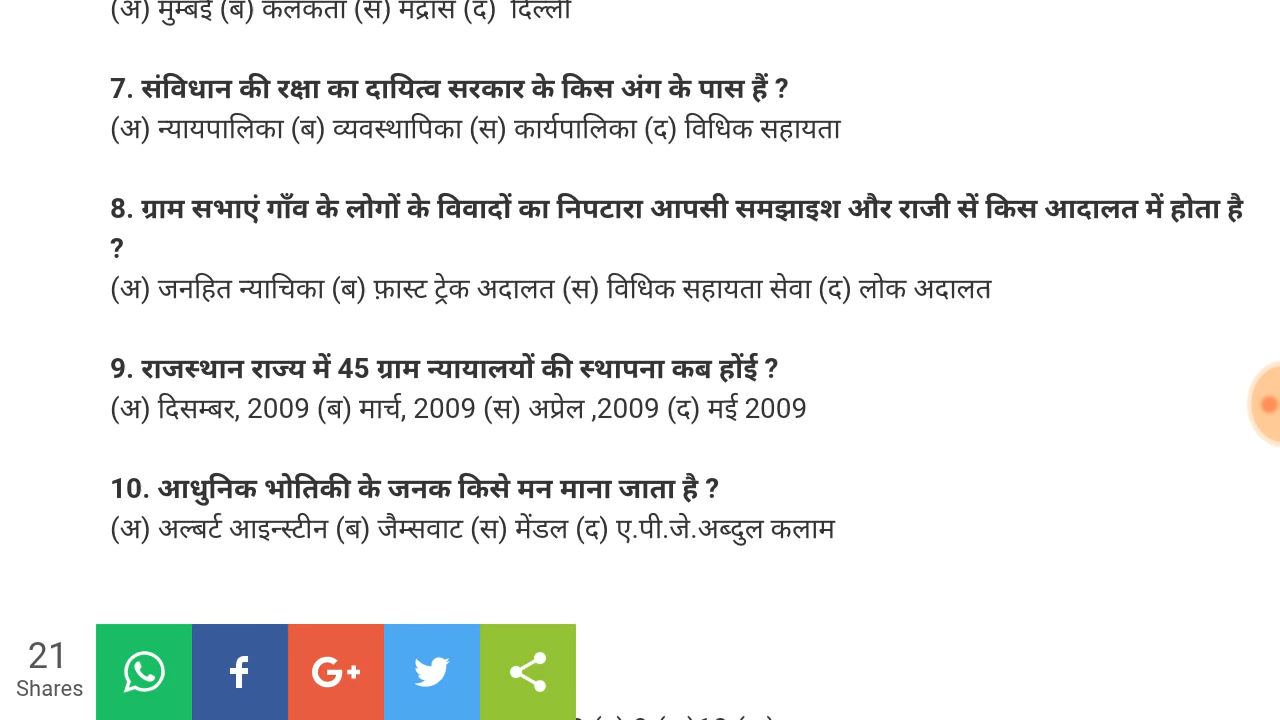 (अ) मुम्बई (ब) कलकता (स) मद्रास (द) दिल्ली
7. संविधान की रक्षा का दायित्व सरकार के किस अंग के पास हैं ?
(अ) न्यायपालिका (ब) व्यवस्थापिका (स) कार्यपालिका (द) विधिक सहायता
8. ग्राम सभाएं गाँव के लोगों के विवादों का निपटारा आपसी समझाइश और राजी सें किस आदालत में होता है
?
(अ) जनहित न्याचिका (ब) फ़ास्ट ट्रेक अदालत (स) विधिक सहायता सेवा (द) लोक अदालत
9. राजस्थान राज्य में 45 ग्राम न्यायालयों की स्थापना कब होंई ?
(अ) दिसम्बर, 2009 (ब) मार्च, 2009 (स) अप्रेल ,2009 (द) मई 2009
10. आधुनिक भोतिकी के जनक किसे मन माना जाता है ?
(अ) अल्बर्ट आइन्स्टीन (ब) जैम्सवाट (स) मेंडल (द) ए.पी.जे.अब्दुल कलाम
21
Shares
f
G+